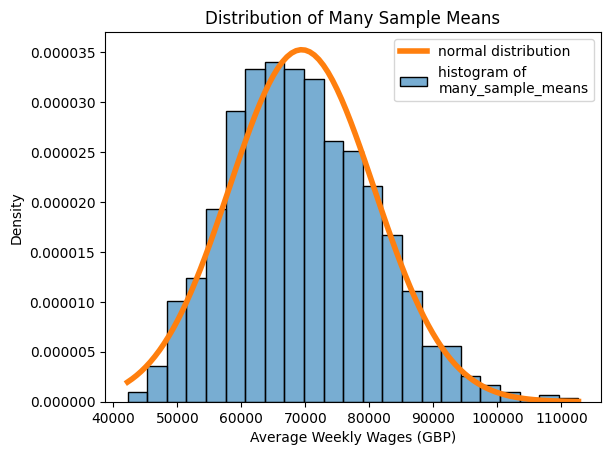 Distribution of Many Sample Means
normal distribution
histogram of
many_sample_means
0.000035
0.000030
0.000025
0.000020
0.000015
0.000010
0.000005
0.000000
Density
40000 50000 60000 70000 80000 90000 100000 110000
Average Weekly Wages (GBP)